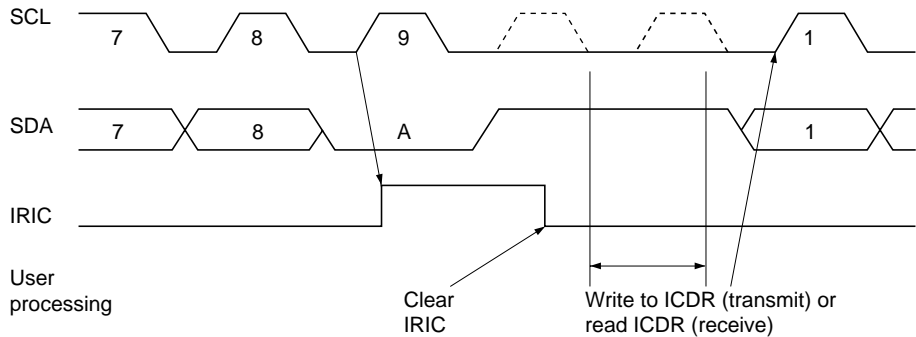 SCL
7 8 9 1
SDA
7 8 A 1
IRIC
User
processing
Clear
IRIC
Write to ICDR (transmit) or
read ICDR (receive)